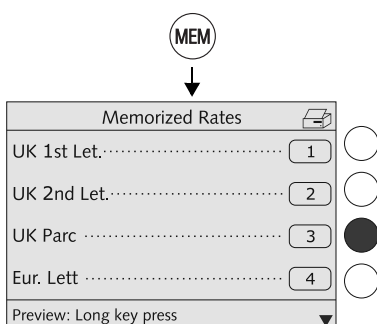 MEM
Memorized Rates
UK 1st Let. 1
UK 2nd Let. 2
UK Parc 3
Eur. Lett 4
Preview: Long key press